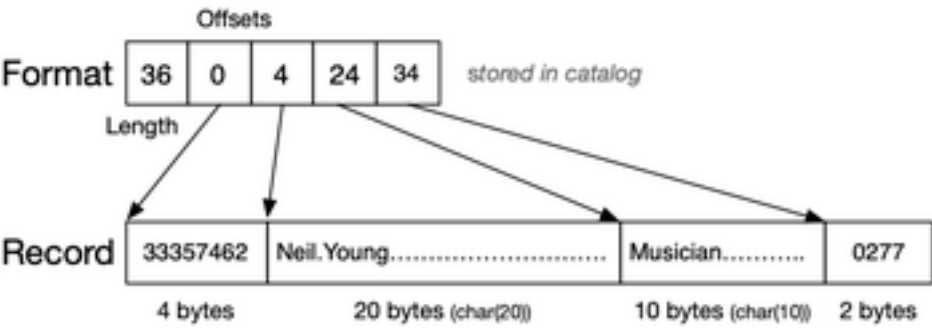 Offsets
Format 36 0 4 24 34 stored in catalog
Length
Record 33357462 Neil.Young................................ Musician........... 0277
4 bytes 20 bytes (char(20)) 10 bytes (char(10)) 2 bytes